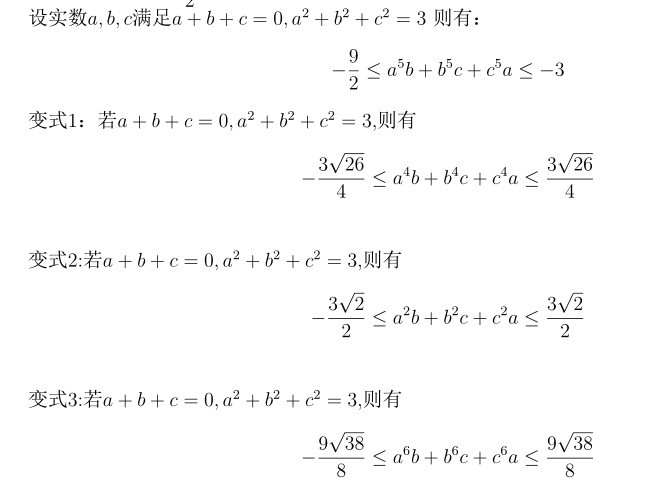 2
设实数a, b, c满足a + b + c = 0, a² + b² + c² = 3 则有：
−9/2 ≤ a⁵b + b⁵c + c⁵a ≤ −3
变式1：若a + b + c = 0, a² + b² + c² = 3,则有
−3√26/4 ≤ a⁴b + b⁴c + c⁴a ≤ 3√26/4
变式2:若a + b + c = 0, a² + b² + c² = 3,则有
−3√2/2 ≤ a²b + b²c + c²a ≤ 3√2/2
变式3:若a + b + c = 0, a² + b² + c² = 3,则有
−9√38/8 ≤ a⁶b + b⁶c + c⁶a ≤ 9√38/8